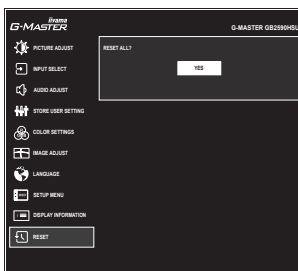 iiyama
G-MASTER
G-MASTER GB2590HSU
PICTURE ADJUST
RESET ALL?
INPUT SELECT
YES
AUDIO ADJUST
STORE USER SETTING
COLOR SETTINGS
IMAGE ADJUST
LANGUAGE
SETUP MENU
DISPLAY INFORMATION
RESET